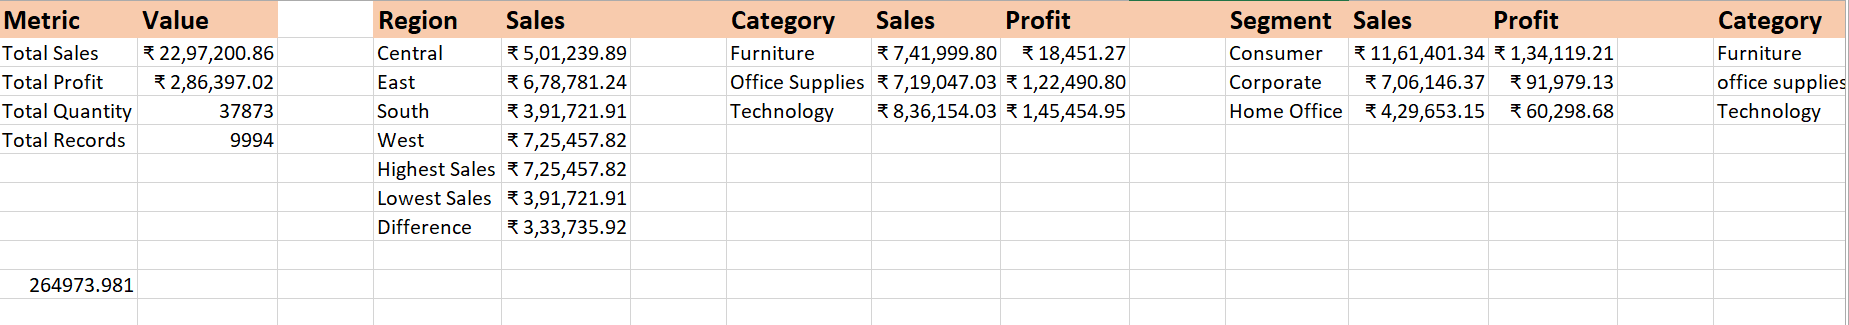 Metric Value Region Sales Category Sales Profit Segment Sales Profit Category
Total Sales ₹ 22,97,200.86 Central ₹ 5,01,239.89 Furniture ₹ 7,41,999.80 ₹ 18,451.27 Consumer ₹ 11,61,401.34 ₹ 1,34,119.21 Furniture
Total Profit ₹ 2,86,397.02 East ₹ 6,78,781.24 Office Supplies ₹ 7,19,047.03 ₹ 1,22,490.80 Corporate ₹ 7,06,146.37 ₹ 91,979.13 office supplies
Total Quantity 37873 South ₹ 3,91,721.91 Technology ₹ 8,36,154.03 ₹ 1,45,454.95 Home Office ₹ 4,29,653.15 ₹ 60,298.68 Technology
Total Records 9994 West ₹ 7,25,457.82
Highest Sales ₹ 7,25,457.82
Lowest Sales ₹ 3,91,721.91
Difference ₹ 3,33,735.92
264973.981